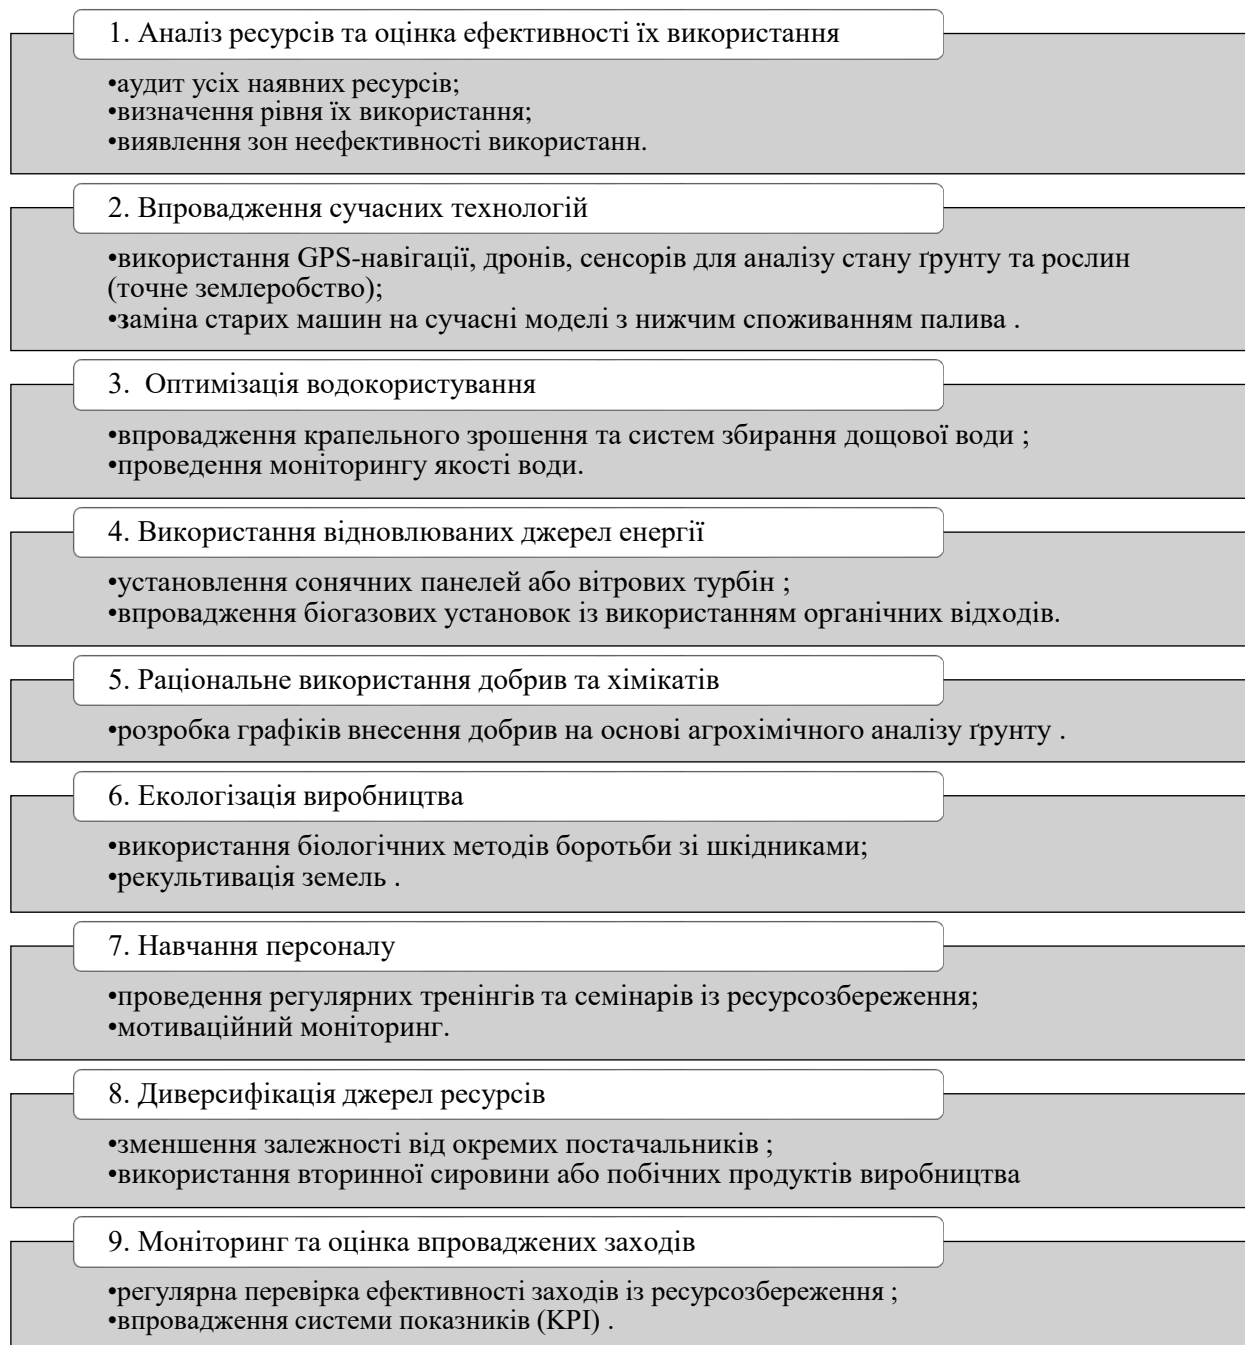 1. Аналіз ресурсів та оцінка ефективності їх використання
•аудит усіх наявних ресурсів;
•визначення рівня їх використання;
•виявлення зон неефективності використанн.
2. Впровадження сучасних технологій
•використання GPS-навігації, дронів, сенсорів для аналізу стану ґрунту та рослин
(точне землеробство);
•заміна старих машин на сучасні моделі з нижчим споживанням палива .
3.  Оптимізація водокористування
•впровадження крапельного зрошення та систем збирання дощової води ;
•проведення моніторингу якості води.
4. Використання відновлюваних джерел енергії
•установлення сонячних панелей або вітрових турбін ;
•впровадження біогазових установок із використанням органічних відходів.
5. Раціональне використання добрив та хімікатів
•розробка графіків внесення добрив на основі агрохімічного аналізу ґрунту .
6. Екологізація виробництва
•використання біологічних методів боротьби зі шкідниками;
•рекультивація земель .
7. Навчання персоналу
•проведення регулярних тренінгів та семінарів із ресурсозбереження;
•мотиваційний моніторинг.
8. Диверсифікація джерел ресурсів
•зменшення залежності від окремих постачальників ;
•використання вторинної сировини або побічних продуктів виробництва
9. Моніторинг та оцінка впроваджених заходів
•регулярна перевірка ефективності заходів із ресурсозбереження ;
•впровадження системи показників (KPI) .